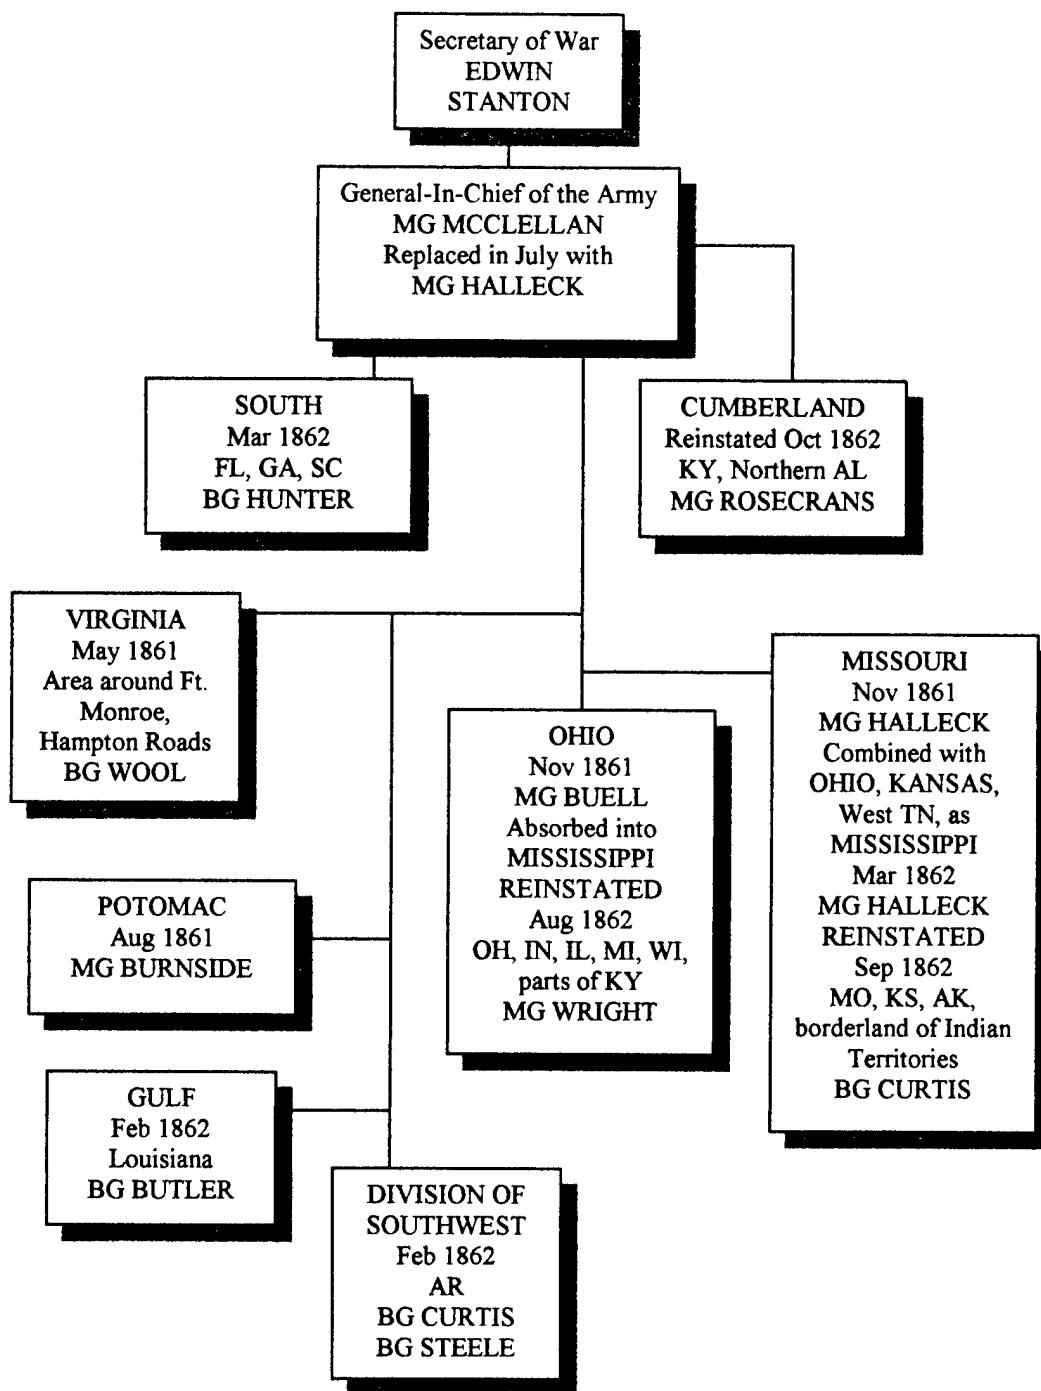 Secretary of War
EDWIN
STANTON
General-In-Chief of the Army
MG MCCLELLAN
Replaced in July with
MG HALLECK
SOUTH
Mar 1862
FL, GA, SC
BG HUNTER
CUMBERLAND
Reinstated Oct 1862
KY, Northern AL
MG ROSECRANS
VIRGINIA
May 1861
Area around Ft.
Monroe,
Hampton Roads
BG WOOL
OHIO
Nov 1861
MG BUELL
Absorbed into
MISSISSIPPI
REINSTATED
Aug 1862
OH, IN, IL, MI, WI,
parts of KY
MG WRIGHT
MISSOURI
Nov 1861
MG HALLECK
Combined with
OHIO, KANSAS,
West TN, as
MISSISSIPPI
Mar 1862
MG HALLECK
REINSTATED
Sep 1862
MO, KS, AK,
borderland of Indian
Territories
BG CURTIS
POTOMAC
Aug 1861
MG BURNSIDE
GULF
Feb 1862
Louisiana
BG BUTLER
DIVISION OF
SOUTHWEST
Feb 1862
AR
BG CURTIS
BG STEELE